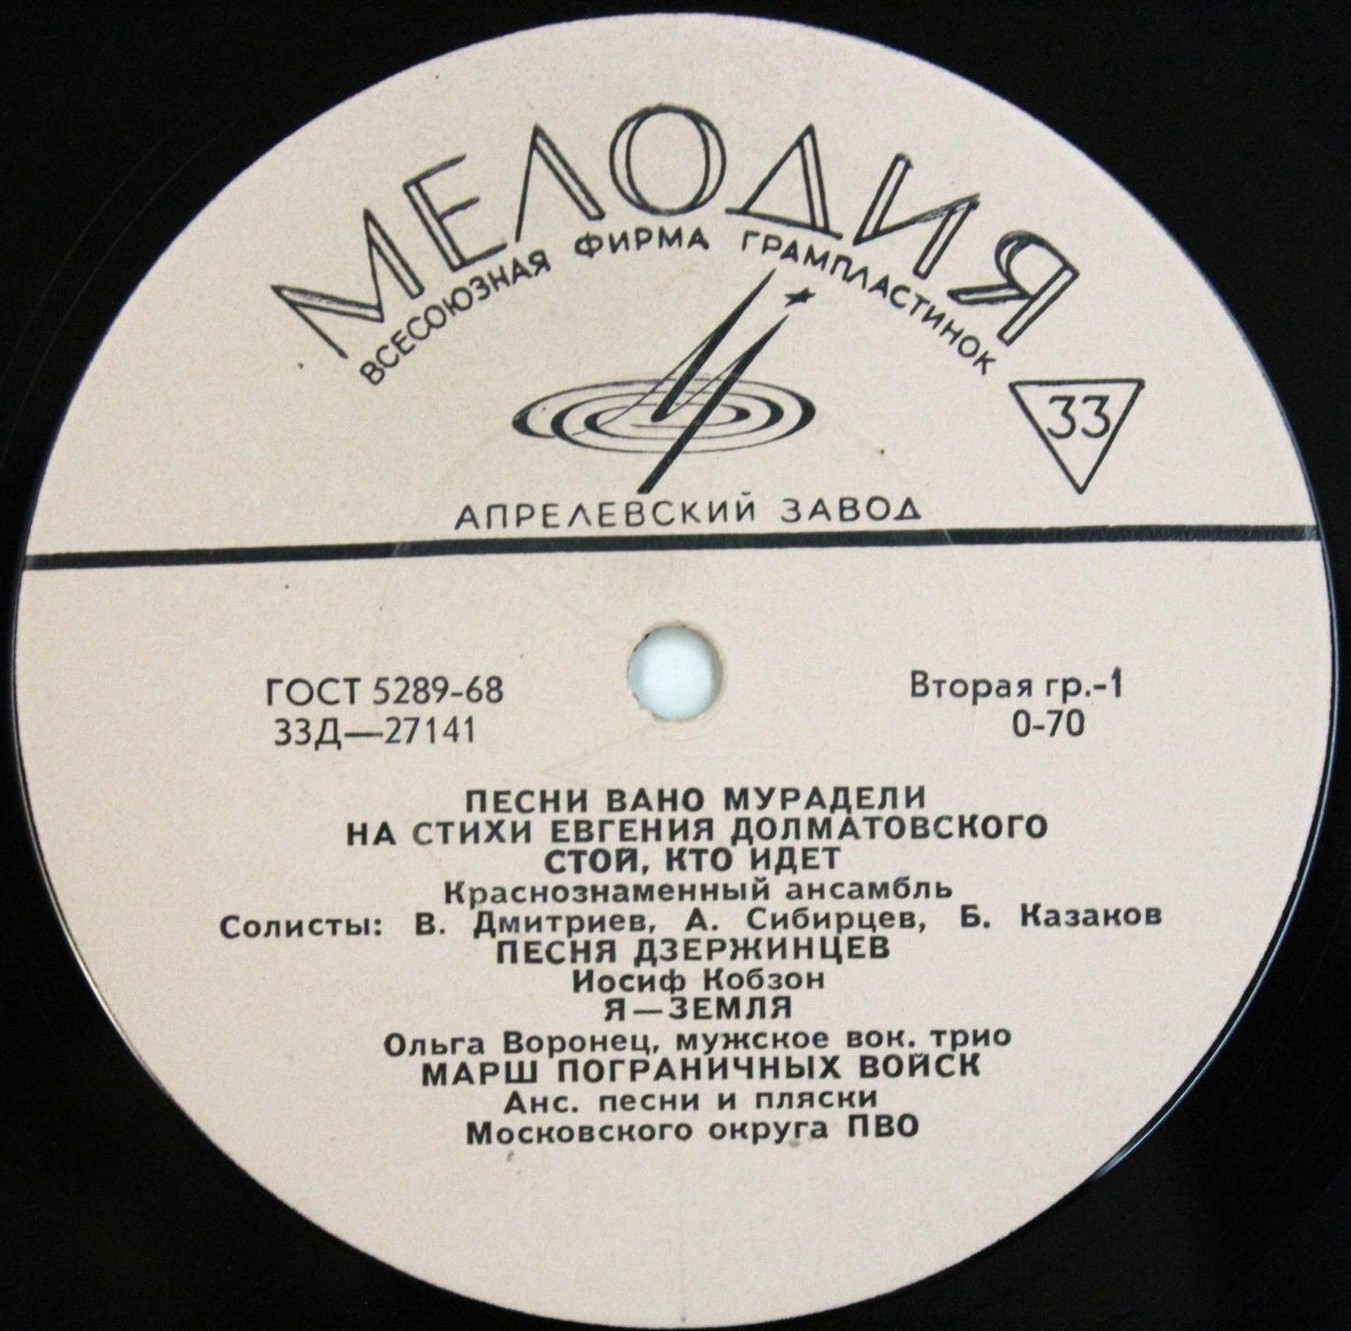 МЕЛОДИЯ
ВСЕСОЮЗНАЯ ФИРМА ГРАМПЛАСТИНОК
33
АПРЕЛЕВСКИЙ ЗАВОД
ГОСТ 5289-68
33Д—27141
Вторая гр.-1
0-70
ПЕСНИ ВАНО МУРАДЕЛИ
НА СТИХИ ЕВГЕНИЯ ДОЛМАТОВСКОГО
СТОЙ, КТО ИДЕТ
Краснознаменный ансамбль
Солисты: В. Дмитриев, А. Сибирцев, Б. Казаков
ПЕСНЯ ДЗЕРЖИНЦЕВ
Иосиф Кобзон
Я—ЗЕМЛЯ
Ольга Воронец, мужское вок. трио
МАРШ ПОГРАНИЧНЫХ ВОЙСК
Анс. песни и пляски
Московского округа ПВО